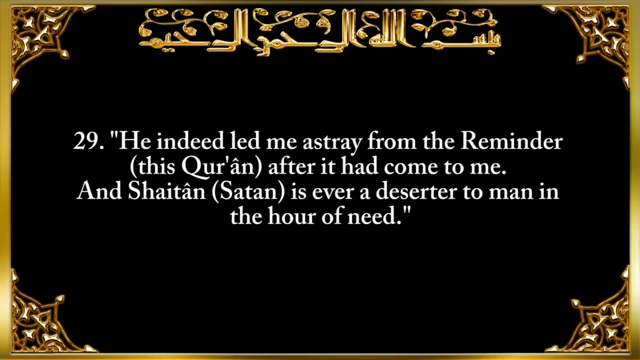 بسم الله الرحمن الرحيم
29. "He indeed led me astray from the Reminder
(this Qur'ân) after it had come to me.
And Shaitân (Satan) is ever a deserter to man in
the hour of need."